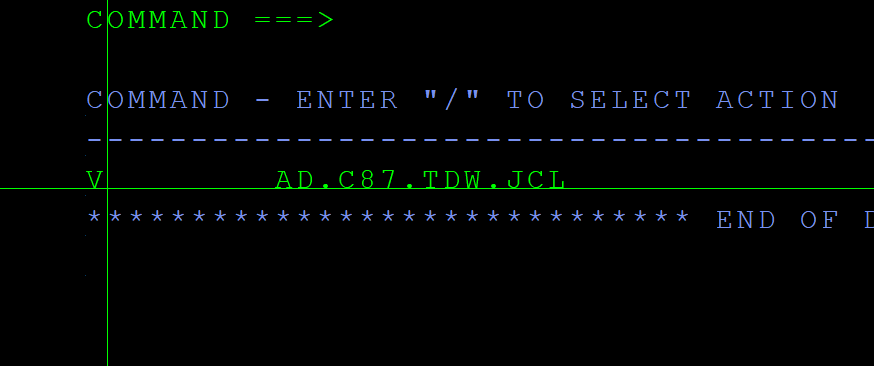 COMMAND ===>
COMMAND - ENTER "/" TO SELECT ACTION
-------------------------------------
V        AD.C87.TDW.JCL
***************************** END OF